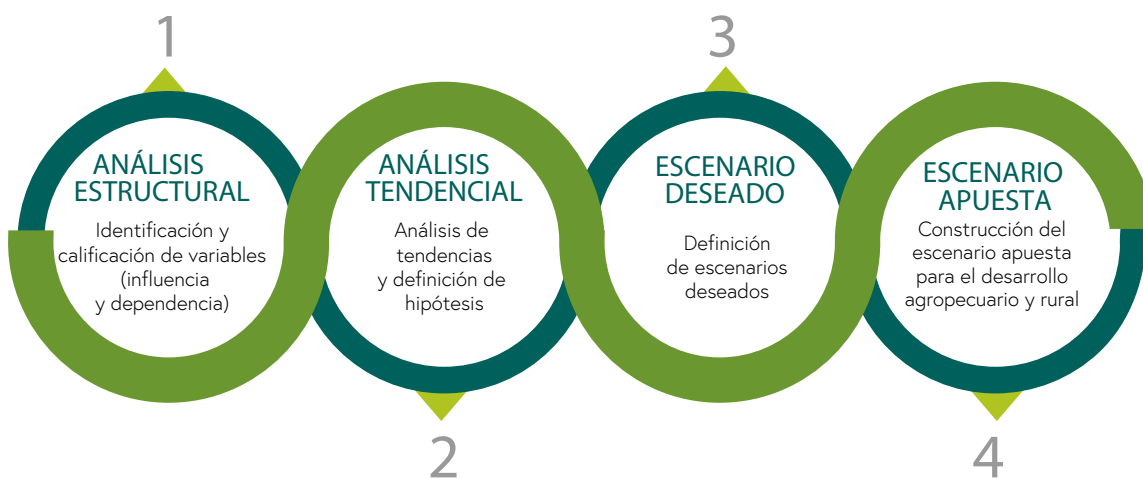 1
ANÁLISIS
ESTRUCTURAL
Identificación y
calificación de variables
(influencia
y dependencia)
ANÁLISIS
TENDENCIAL
Análisis de
tendencias
y definición de
hipótesis
2
3
ESCENARIO
DESEADO
Definición
de escenarios
deseados
ESCENARIO
APUESTA
Construcción del
escenario apuesta
para el desarrollo
agropecuario y rural
4